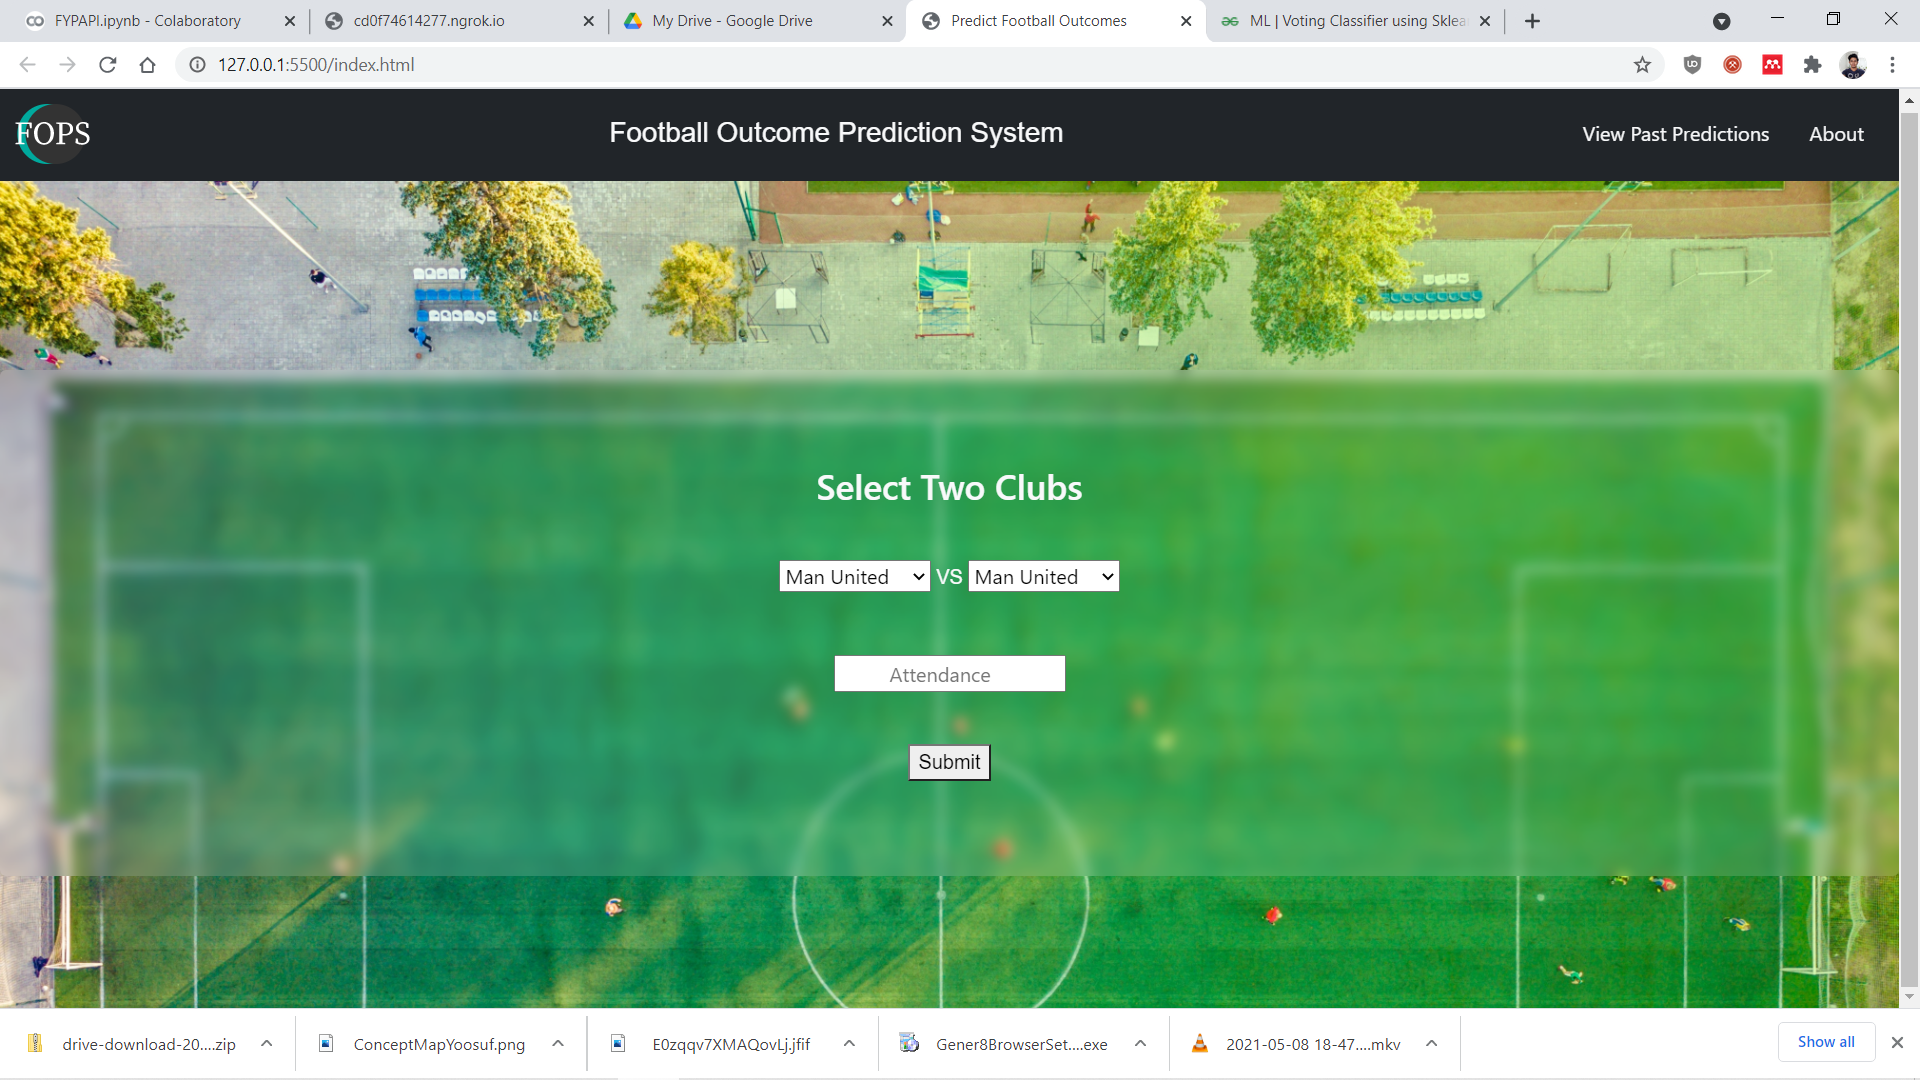 FYPAPI.ipynb - Colaboratory
cd0f74614277.ngrok.io
My Drive - Google Drive
Predict Football Outcomes
ML | Voting Classifier using Sklea
127.0.0.1:5500/index.html
FOPS
Football Outcome Prediction System
View Past Predictions
About
Select Two Clubs
Man United VS Man United
Attendance
Submit
drive-download-20....zip
ConceptMapYoosuf.png
E0zqqv7XMAQovLj.jfif
Gener8BrowserSet....exe
2021-05-08 18-47....mkv
Show all